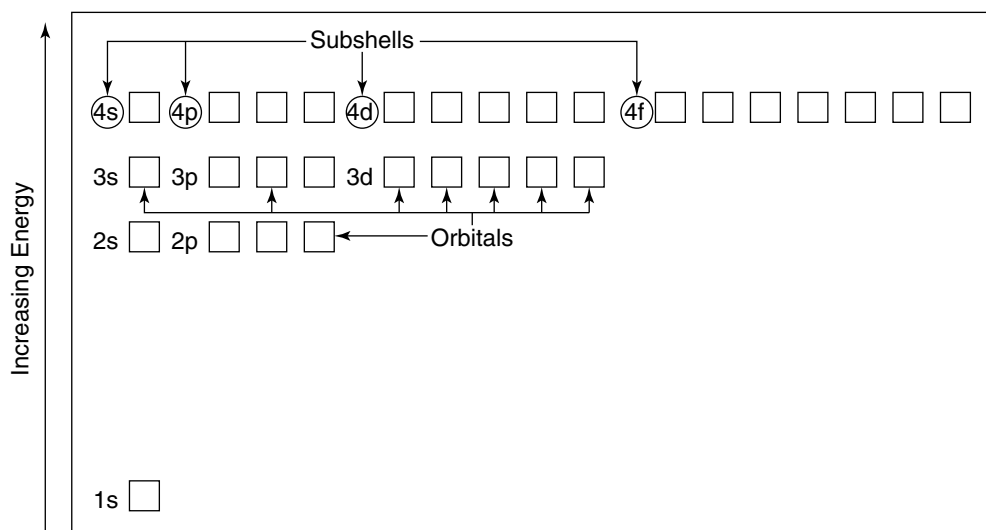 Subshells
4s 4p 4d 4f
3s 3p 3d
2s 2p Orbitals
1s
Increasing Energy